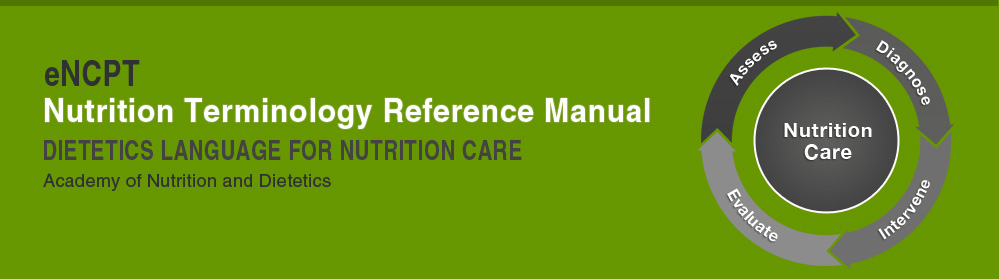 eNCPT
Nutrition Terminology Reference Manual
DIETETICS LANGUAGE FOR NUTRITION CARE
Academy of Nutrition and Dietetics
Assess
Diagnose
Intervene
Evaluate
Nutrition
Care